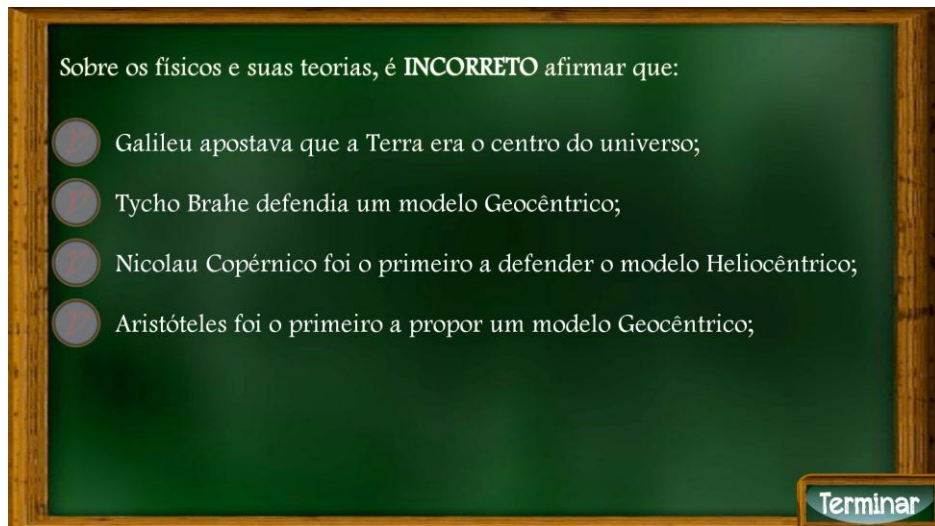 Sobre os físicos e suas teorias, é INCORRETO afirmar que:
Galileu apostava que a Terra era o centro do universo;
Tycho Brahe defendia um modelo Geocêntrico;
Nicolau Copérnico foi o primeiro a defender o modelo Heliocêntrico;
Aristóteles foi o primeiro a propor um modelo Geocêntrico;
Terminar